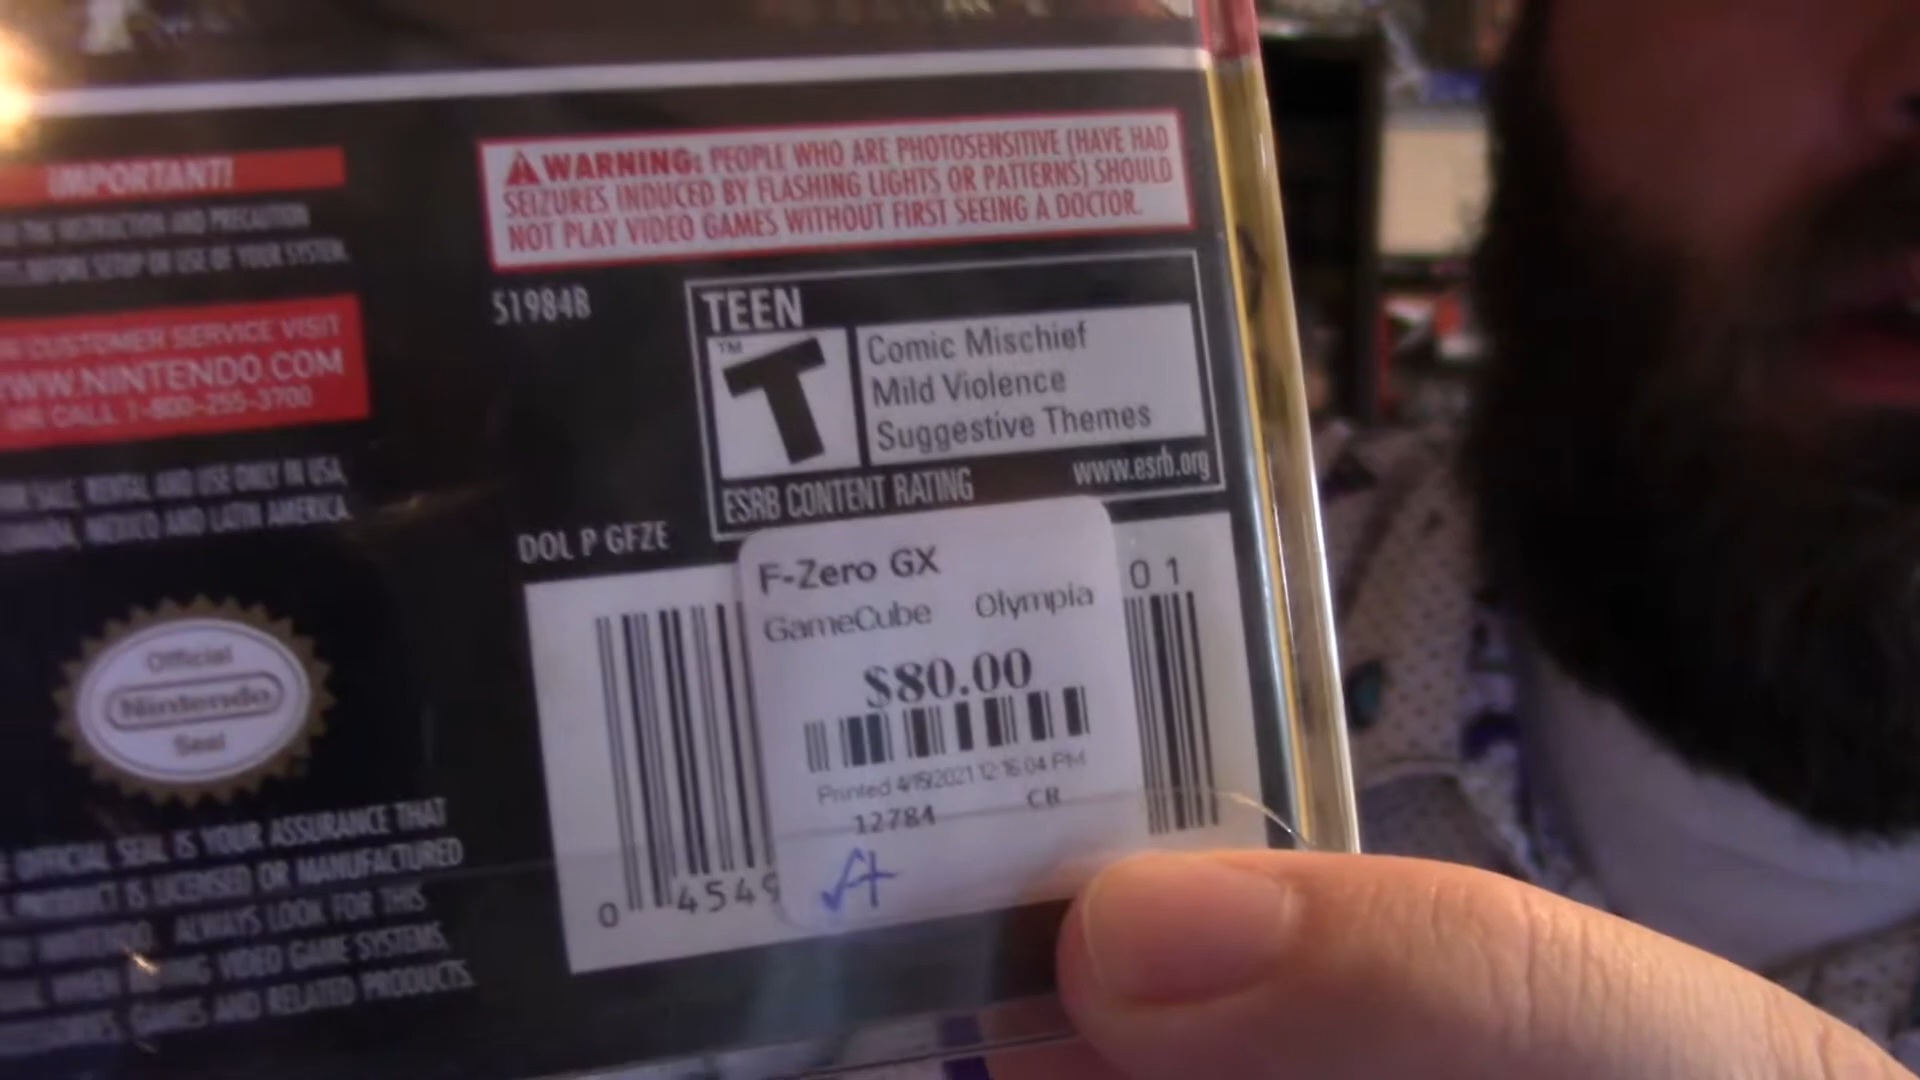 IMPORTANT!
THE INSTRUCTION AND PRECAUTION
BEFORE SETUP OR USE OF YOUR SYSTEM.
CUSTOMER SERVICE VISIT
WWW.NINTENDO.COM
OR CALL 1-800-255-3700
SALE, RENTAL AND USE ONLY IN USA,
CANADA, MEXICO AND LATIN AMERICA.
Official
Nintendo
Seal
OFFICIAL SEAL IS YOUR ASSURANCE THAT
PRODUCT IS LICENSED OR MANUFACTURED
NINTENDO. ALWAYS LOOK FOR THIS
WHEN VIDEO GAME SYSTEMS,
GAMES AND RELATED PRODUCTS.
WARNING: PEOPLE WHO ARE PHOTOSENSITIVE (HAVE HAD
SEIZURES INDUCED BY FLASHING LIGHTS OR PATTERNS) SHOULD
NOT PLAY VIDEO GAMES WITHOUT FIRST SEEING A DOCTOR.
51984B
TEEN
TM
T
Comic Mischief
Mild Violence
Suggestive Themes
ESRB CONTENT RATING www.esrb.org
DOL P GFZE
F-Zero GX
GameCube Olympia
$80.00
Printed 4/15/2021 12:16:04 PM
12784 CR
0 4549
01